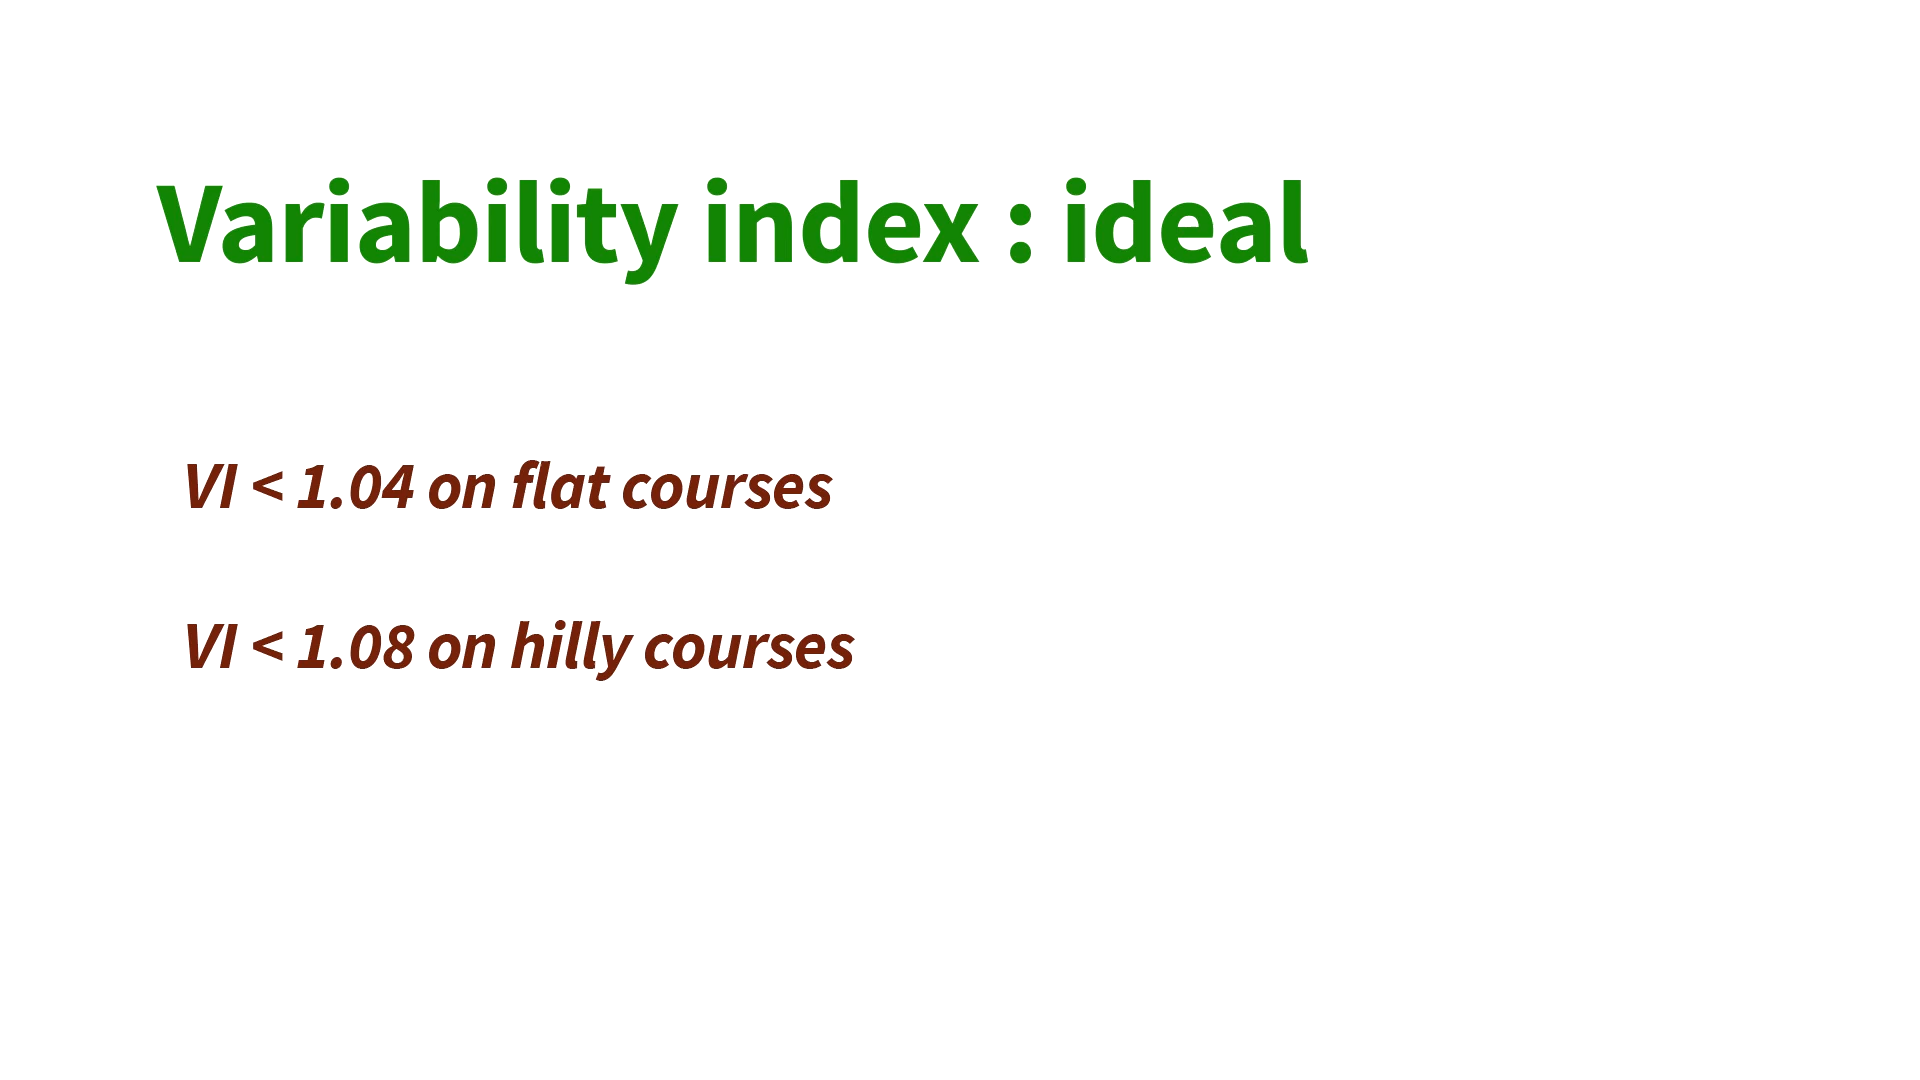 Variability index : ideal
VI < 1.04 on flat courses
VI < 1.08 on hilly courses